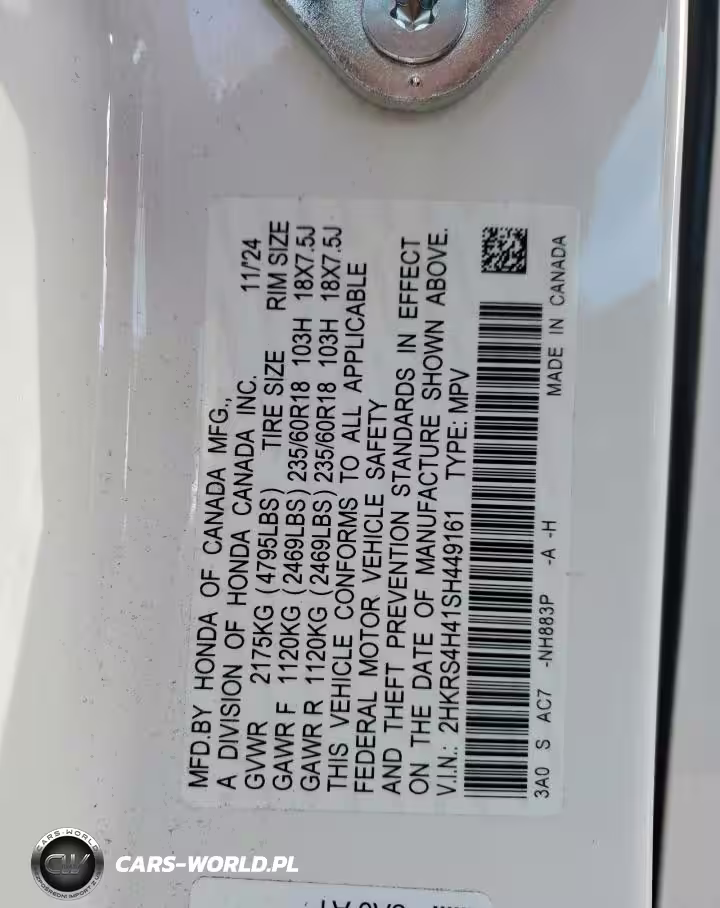 MFD.BY HONDA OF CANADA MFG.,
A DIVISION OF HONDA CANADA INC. 11/'24
GVWR 2175KG (4795LBS) TIRE SIZE RIM SIZE
GAWR F 1120KG (2469LBS) 235/60R18 103H 18X7.5J
GAWR R 1120KG (2469LBS) 235/60R18 103H 18X7.5J
THIS VEHICLE CONFORMS TO ALL APPLICABLE
FEDERAL MOTOR VEHICLE SAFETY
AND THEFT PREVENTION STANDARDS IN EFFECT
ON THE DATE OF MANUFACTURE SHOWN ABOVE.
V.I.N.: 2HKRS4H41SH449161 TYPE: MPV
3A0 S AC7 -NH883P -A -H MADE IN CANADA
CARS-WORLD
CW
CARS-WORLD.PL